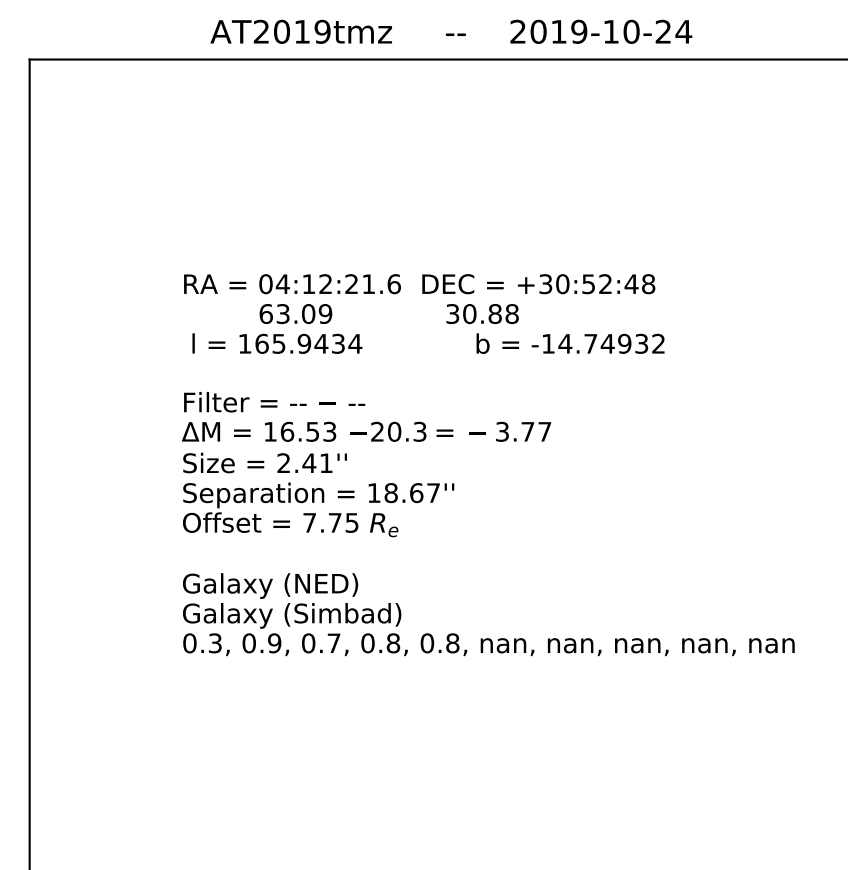 AT2019tmz -- 2019-10-24
RA = 04:12:21.6 DEC = +30:52:48
63.09 30.88
l = 165.9434 b = -14.74932
Filter = -- − --
ΔM = 16.53 −20.3 = − 3.77
Size = 2.41''
Separation = 18.67''
Offset = 7.75 Re
Galaxy (NED)
Galaxy (Simbad)
0.3, 0.9, 0.7, 0.8, 0.8, nan, nan, nan, nan, nan